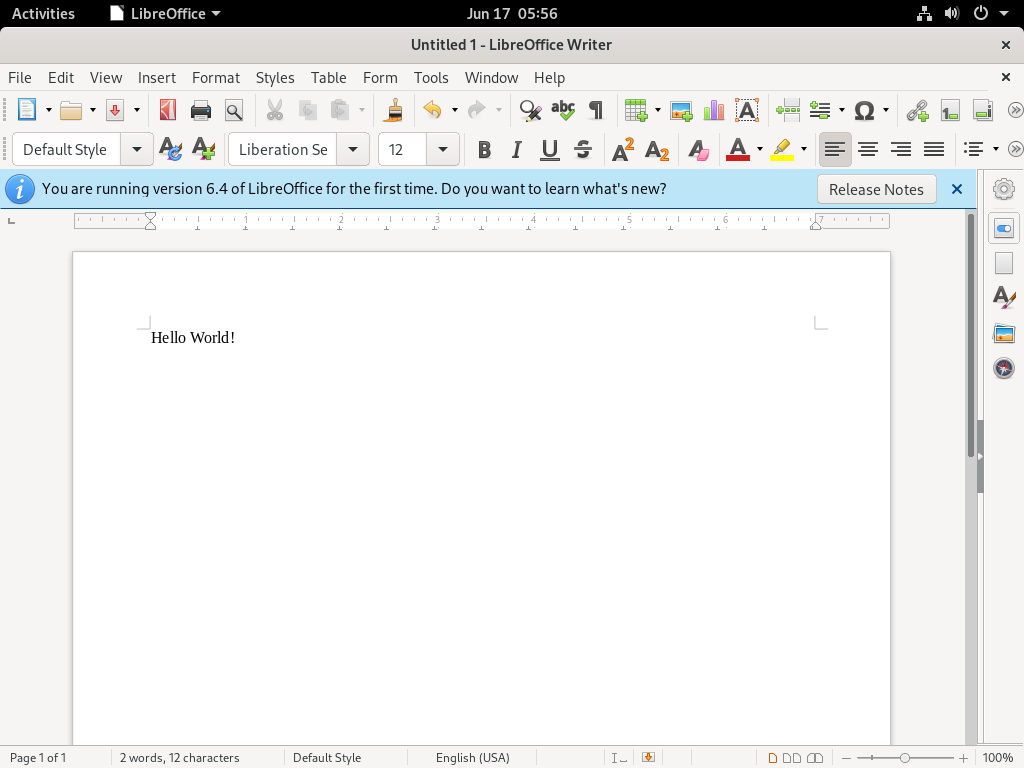 Activities LibreOffice Jun 17 05:56
Untitled 1 - LibreOffice Writer
File Edit View Insert Format Styles Table Form Tools Window Help
Default Style Liberation Se 12
You are running version 6.4 of LibreOffice for the first time. Do you want to learn what's new? Release Notes
1 2 3 4 5 6 7
Hello World!
Page 1 of 1 2 words, 12 characters Default Style English (USA) 100%